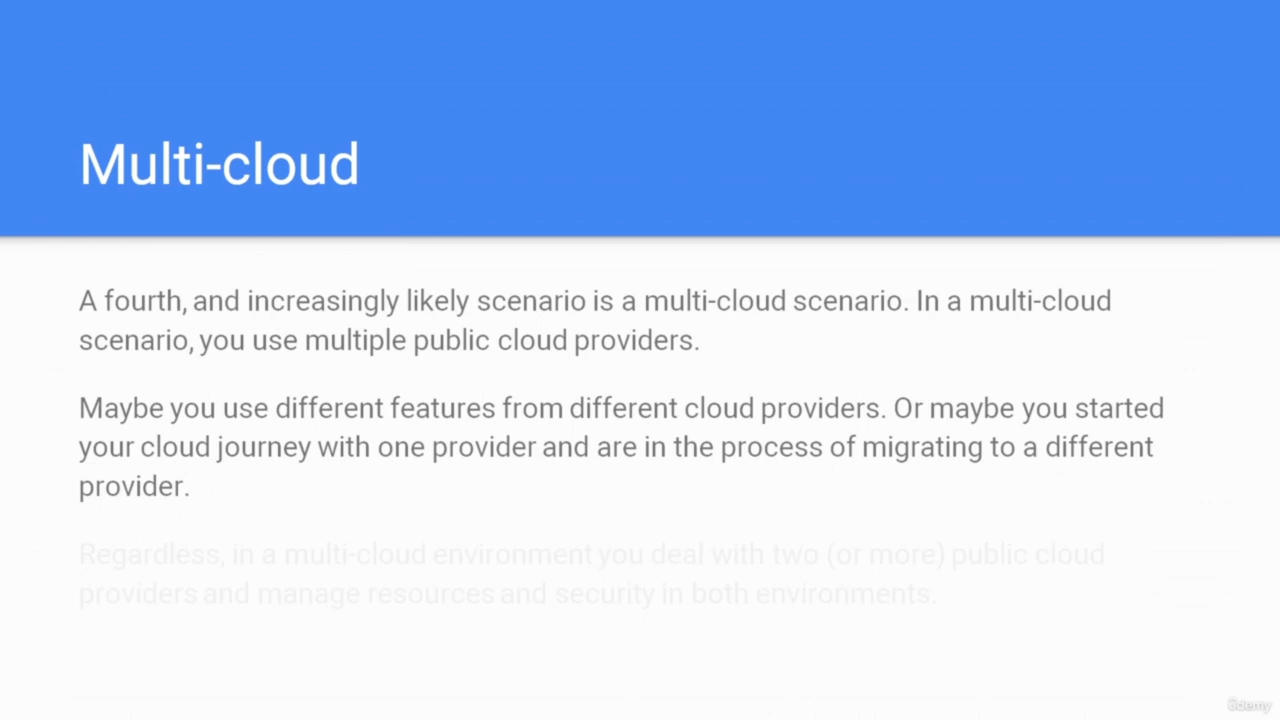 Multi-cloud
A fourth, and increasingly likely scenario is a multi-cloud scenario. In a multi-cloud
scenario, you use multiple public cloud providers.
Maybe you use different features from different cloud providers. Or maybe you started
your cloud journey with one provider and are in the process of migrating to a different
provider.
Regardless, in a multi-cloud environment you deal with two (or more) public cloud
providers and manage resources and security in both environments.
Udemy